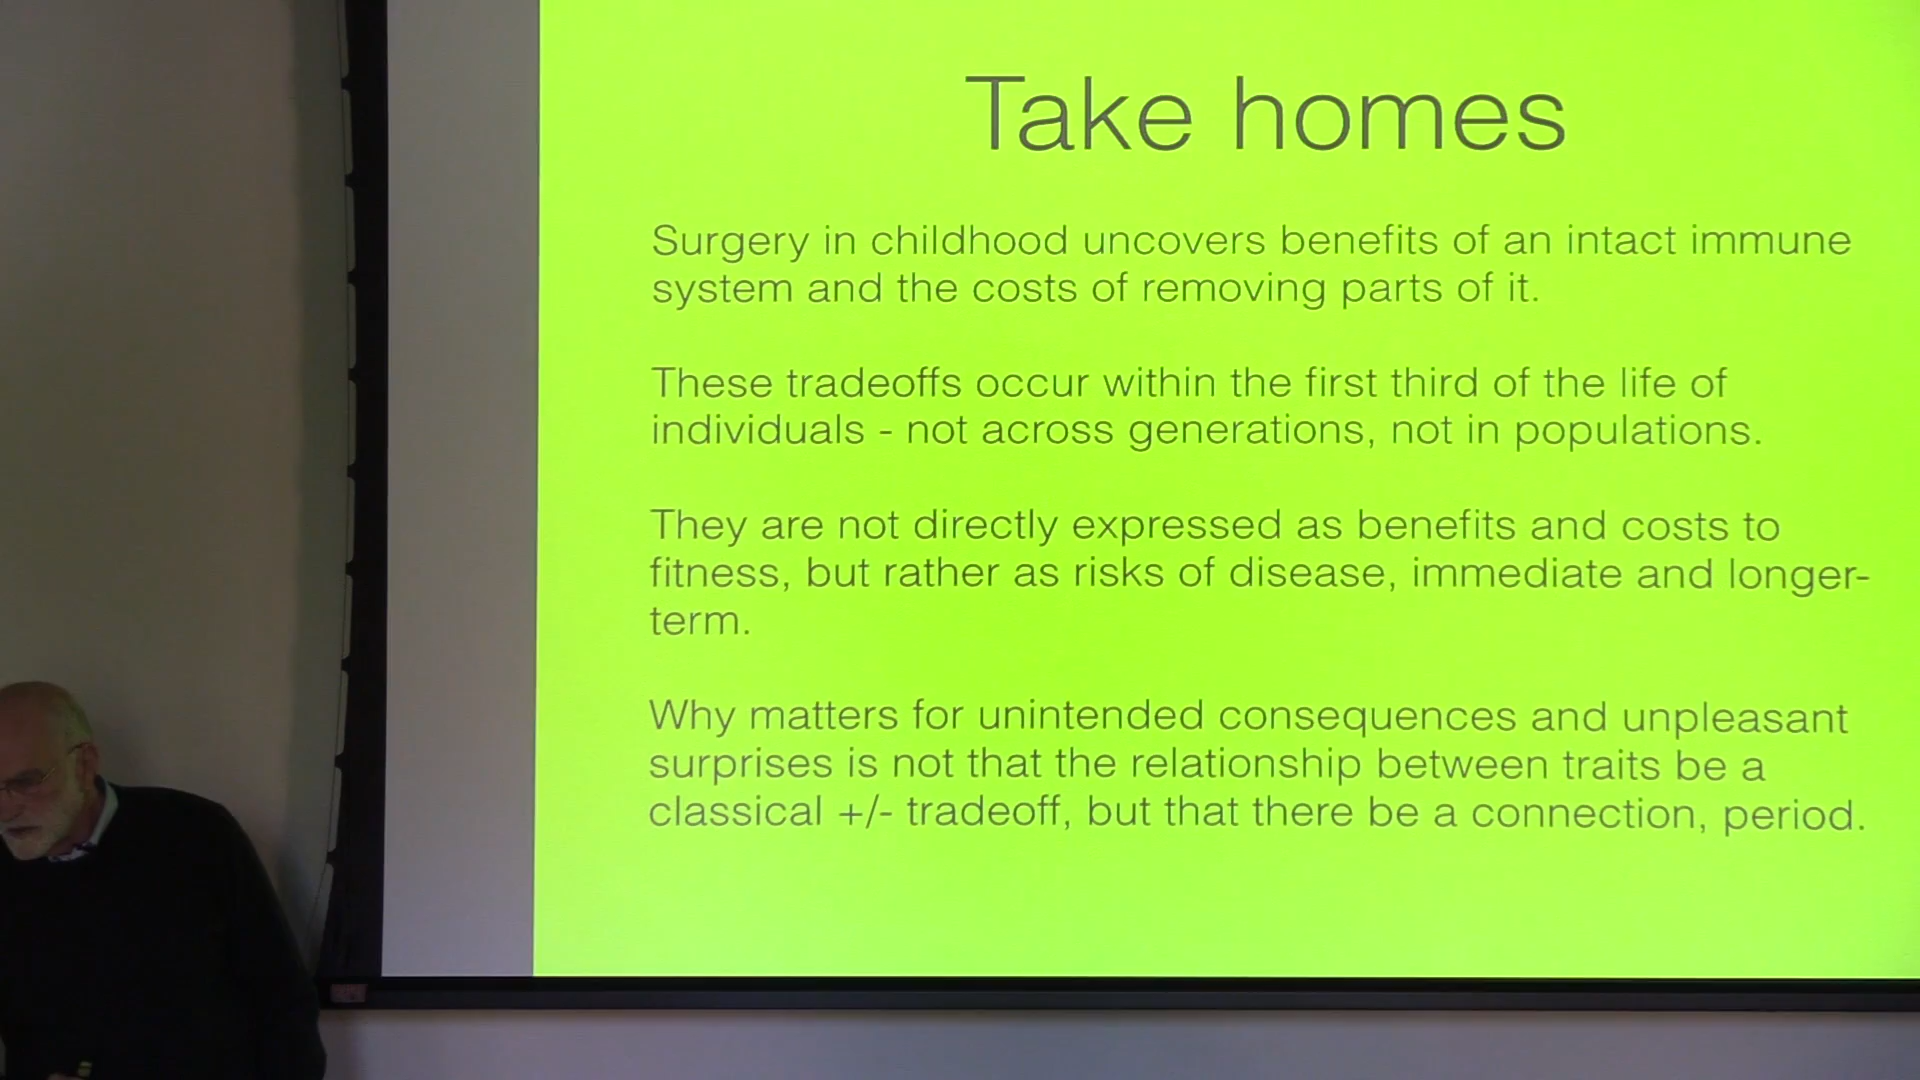 Take homes
Surgery in childhood uncovers benefits of an intact immune
system and the costs of removing parts of it.
These tradeoffs occur within the first third of the life of
individuals - not across generations, not in populations.
They are not directly expressed as benefits and costs to
fitness, but rather as risks of disease, immediate and longer-
term.
Why matters for unintended consequences and unpleasant
surprises is not that the relationship between traits be a
classical +/- tradeoff, but that there be a connection, period.